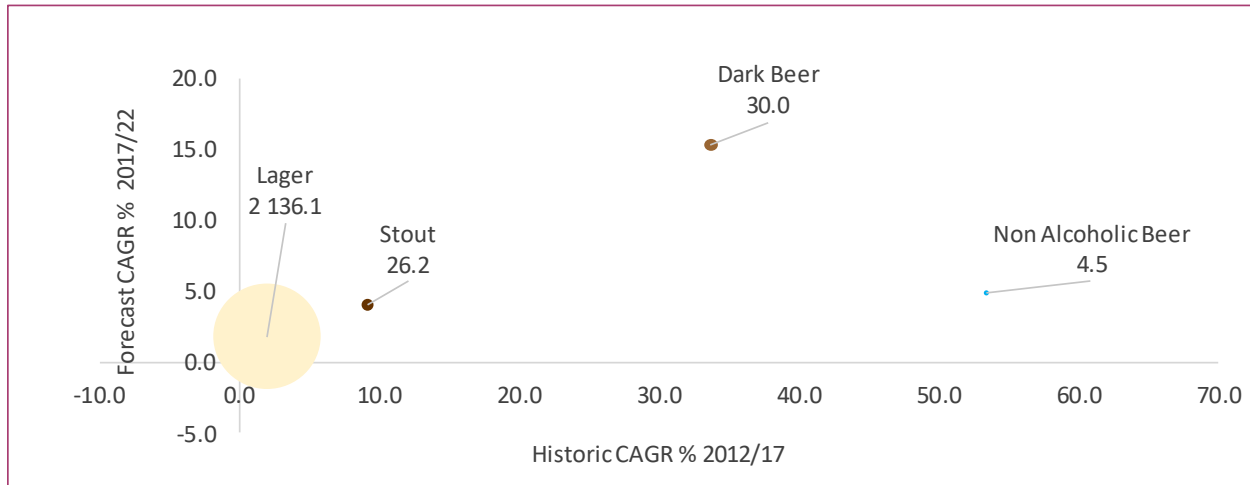 20.0
15.0
10.0
5.0
0.0
-5.0
Forecast CAGR %  2017/22
Dark Beer
30.0
Lager
2 136.1
Stout
26.2
Non Alcoholic Beer
4.5
-10.0 0.0 10.0 20.0 30.0 40.0 50.0 60.0 70.0
Historic CAGR % 2012/17